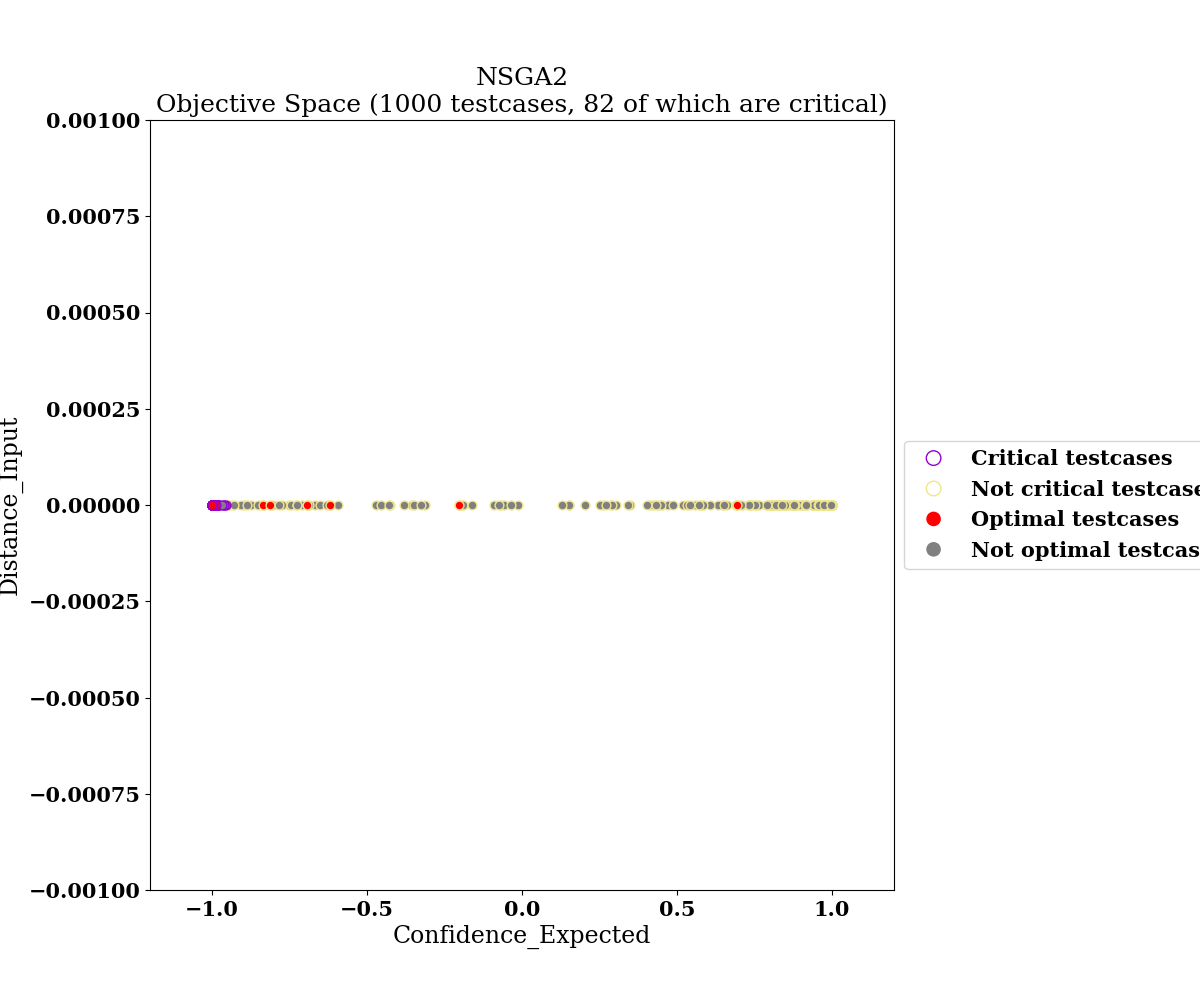 NSGA2
Objective Space (1000 testcases, 82 of which are critical)
0.00100
0.00075
0.00050
0.00025
0.00000
−0.00025
−0.00050
−0.00075
−0.00100
Distance_Input
−1.0 −0.5 0.0 0.5 1.0
Confidence_Expected
Critical testcases
Not critical testcase
Optimal testcases
Not optimal testcas